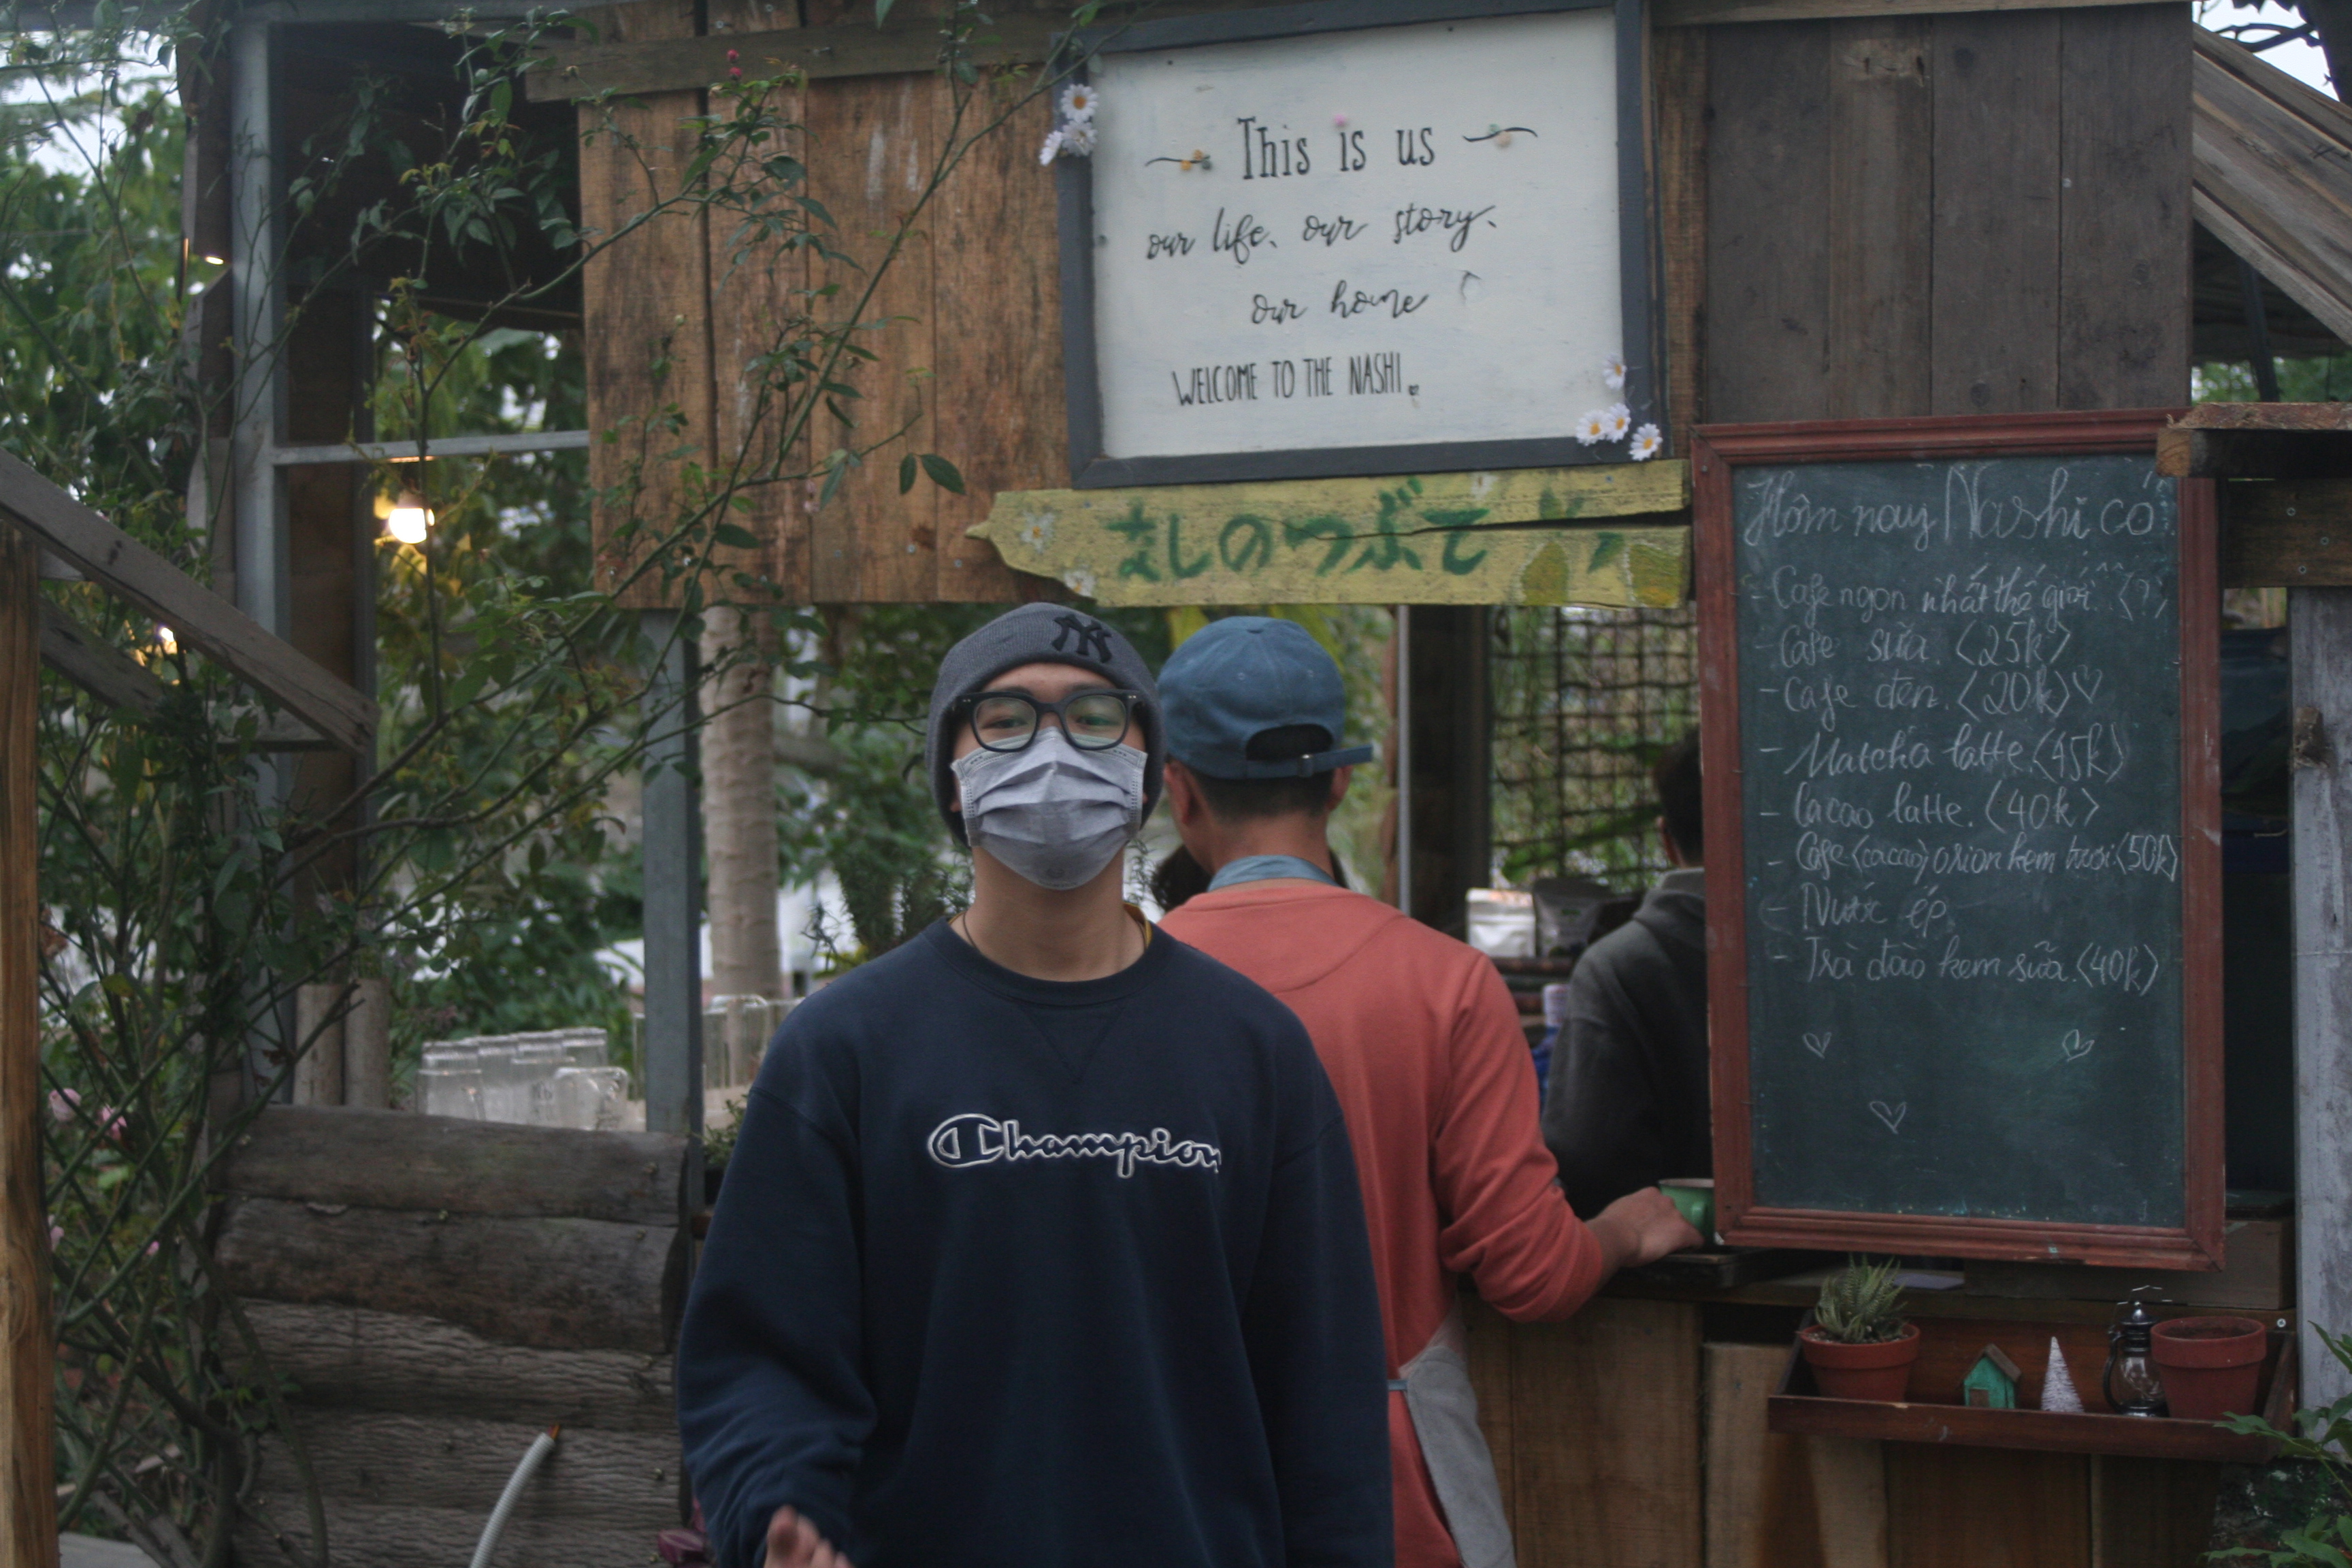 This is us
our life, our story,
our home
WELCOME TO THE NASHI.
なしのつぶて
Hôm nay Nashi có
- Cafe ngon nhất thế giới ^^ <?>
- Cafe sữa. <25k>
- Cafe đen. <20k>
- Matcha latte. <45k>
- Cacao latte. <40k>
- Cafe <cacao> orion kem tươi <50k>
- Nước ép
- Trà đào kem sữa. <40k>
NY
Champion